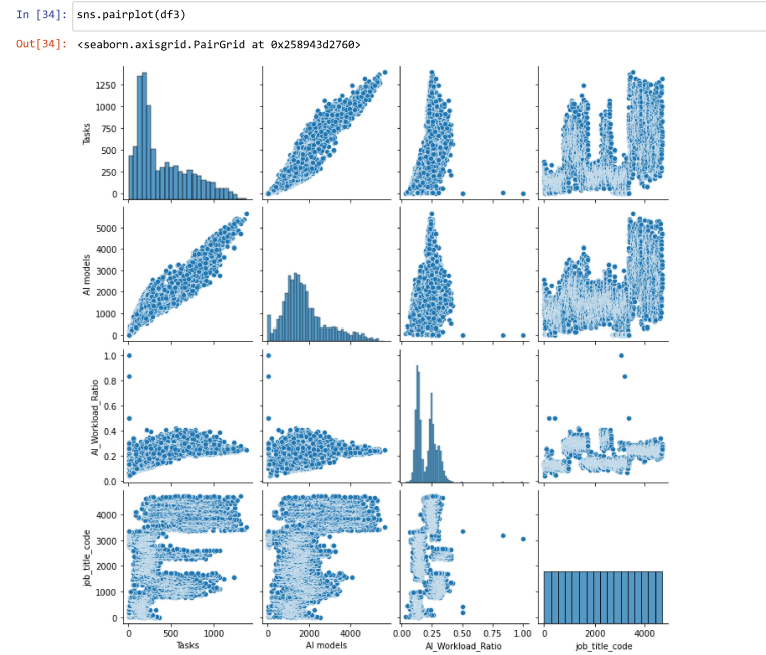 In [34]: sns.pairplot(df3)
Out[34]: <seaborn.axisgrid.PairGrid at 0x258943d2760>
Tasks
1250
1000
750
500
250
0
AI models
5000
4000
3000
2000
1000
0
AI_Workload_Ratio
1.0
0.8
0.6
0.4
0.2
0.0
job_title_code
4000
3000
2000
1000
0
0 500 1000 0 2000 4000 0.00 0.25 0.50 0.75 1.00 0 2000 4000
Tasks AI models AI_Workload_Ratio job_title_code